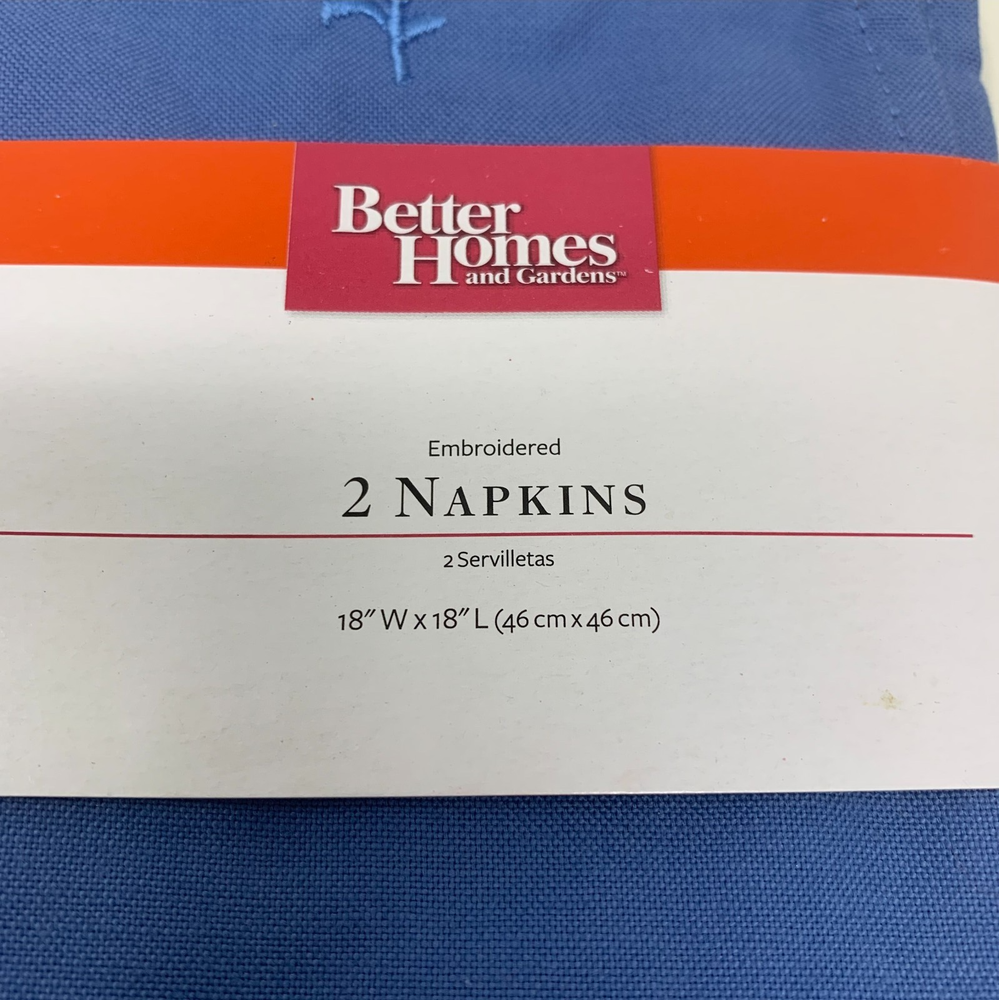 Better
Homes
and Gardens™
Embroidered
2 NAPKINS
2 Servilletas
18" W x 18" L (46 cm x 46 cm)